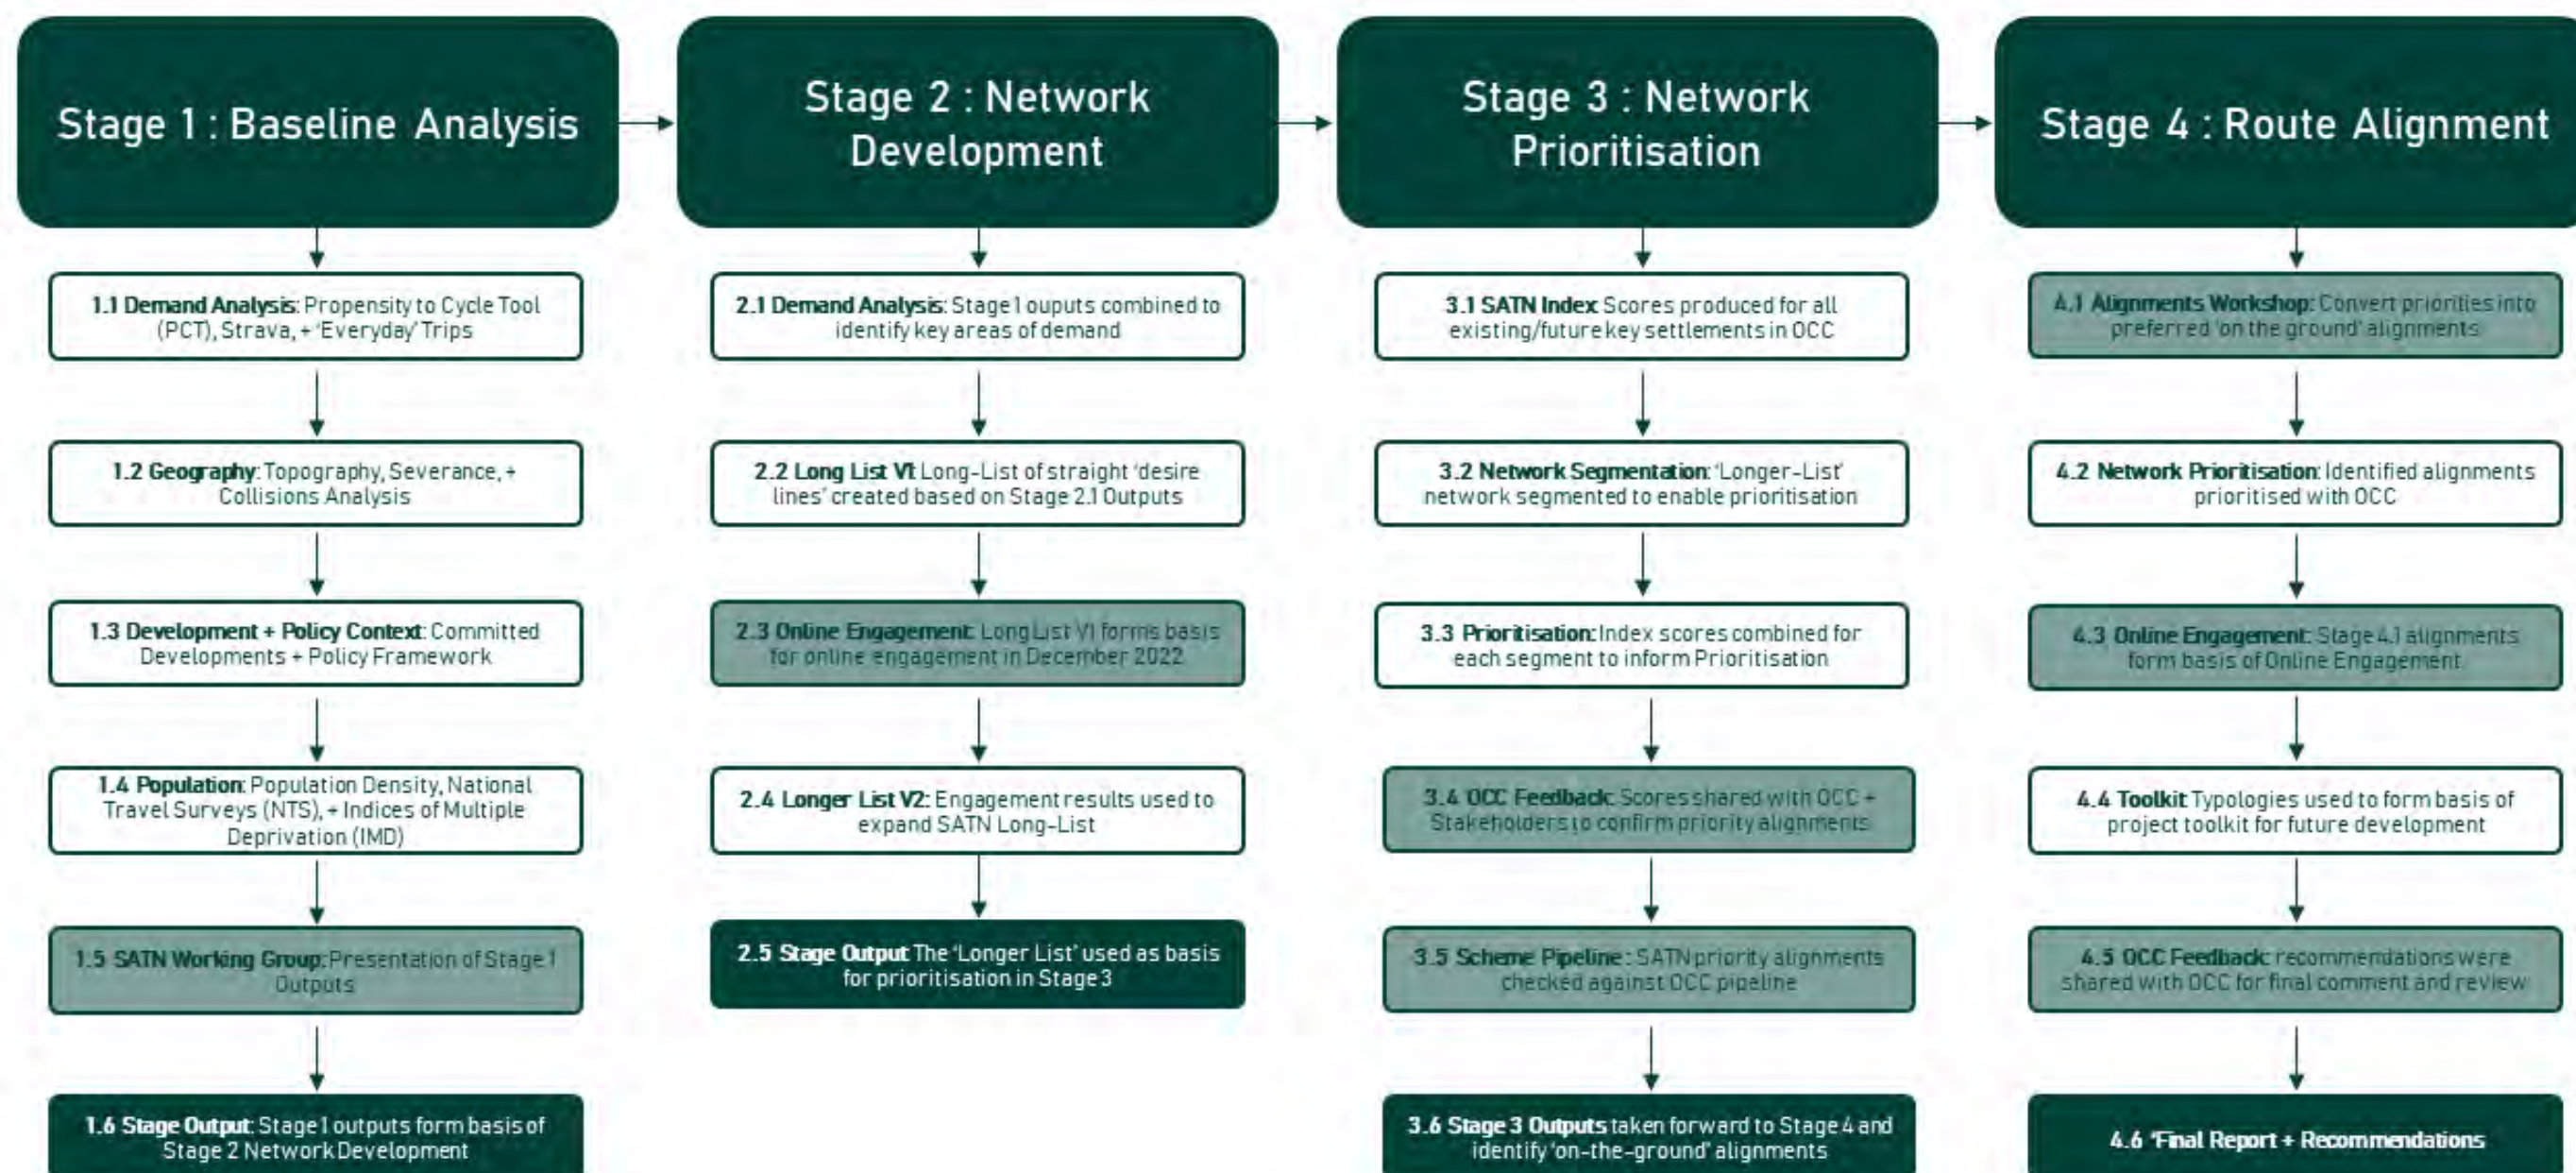 Stage 1 : Baseline Analysis
1.1 Demand Analysis: Propensity to Cycle Tool
(PCT), Strava, + 'Everyday' Trips
1.2 Geography: Topography, Severance, +
Collisions Analysis
1.3 Development + Policy Context: Committed
Developments + Policy Framework
1.4 Population: Population Density, National
Travel Surveys (NTS), + Indices of Multiple
Deprivation (IMD)
1.5 SATN Working Group: Presentation of Stage 1
Outputs
1.6 Stage Output: Stage 1 outputs form basis of
Stage 2 Network Development
Stage 2 : Network
Development
2.1 Demand Analysis: Stage 1 ouputs combined to
identify key areas of demand
2.2 Long List V1: Long-List of straight 'desire
lines' created based on Stage 2.1 Outputs
2.3 Online Engagement: Long List V1 forms basis
for online engagement in December 2022
2.4 Longer List V2: Engagement results used to
expand SATN Long-List
2.5 Stage Output: The 'Longer List' used as basis
for prioritisation in Stage 3
Stage 3 : Network
Prioritisation
3.1 SATN Index: Scores produced for all
existing/future key settlements in OCC
3.2 Network Segmentation: 'Longer-List'
network segmented to enable prioritisation
3.3 Prioritisation: Index scores combined for
each segment to inform Prioritisation
3.4 OCC Feedback: Scores shared with OCC +
Stakeholders to confirm priority alignments
3.5 Scheme Pipeline : SATN priority alignments
checked against OCC pipeline
3.6 Stage 3 Outputs taken forward to Stage 4 and
identify 'on-the-ground' alignments
Stage 4 : Route Alignment
4.1 Alignments Workshop: Convert priorities into
preferred 'on the ground' alignments
4.2 Network Prioritisation: Identified alignments
prioritised with OCC
4.3 Online Engagement: Stage 4.1 alignments
form basis of Online Engagement
4.4 Toolkit: Typologies used to form basis of
project toolkit for future development
4.5 OCC Feedback: recommendations were
shared with OCC for final comment and review
4.6 'Final Report + Recommendations